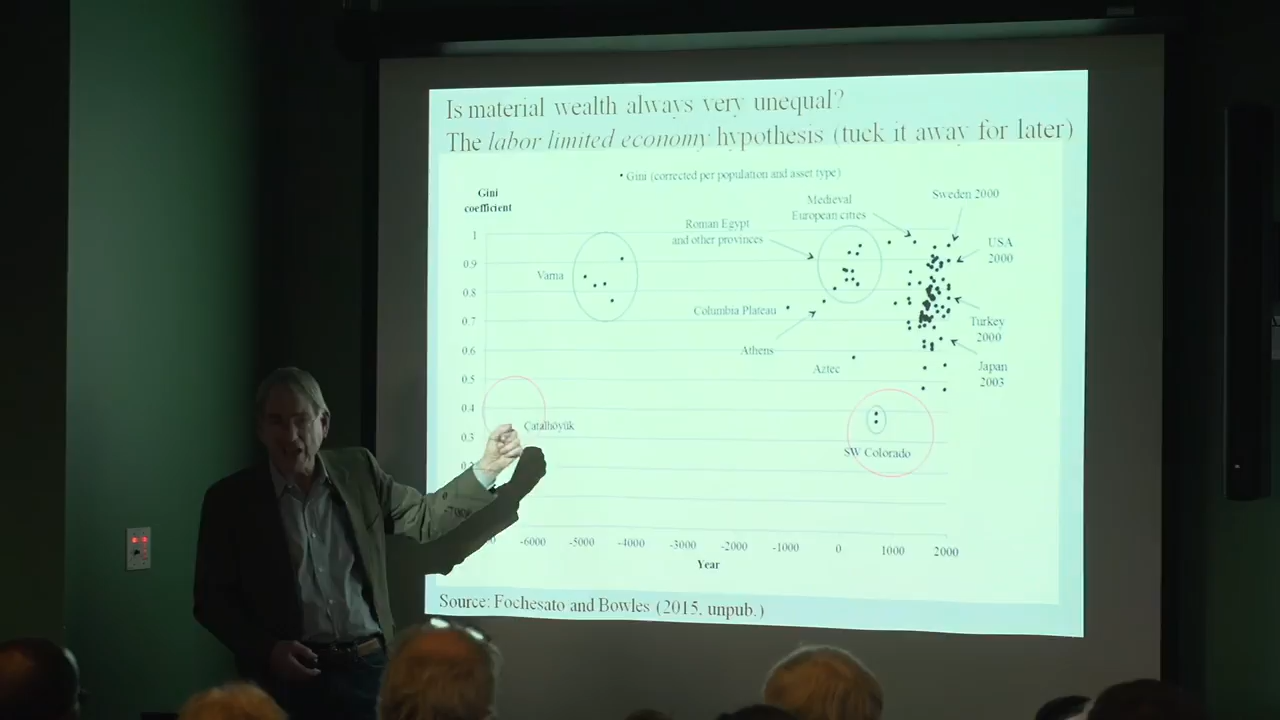 Is material wealth always very unequal?
The labor limited economy hypothesis (tuck it away for later)
• Gini (corrected per population and asset type)
Gini
coefficient
1
0.9
0.8
0.7
0.6
0.5
0.4
0.3
Varna
Çatalhöyük
Roman Egypt
and other provinces
Medieval
European cities
Sweden 2000
USA
2000
Columbia Plateau
Athens
Aztec
Turkey
2000
Japan
2003
SW Colorado
-6000 -5000 -4000 -3000 -2000 -1000 0 1000 2000
Year
Source: Fochesato and Bowles (2015, unpub.)